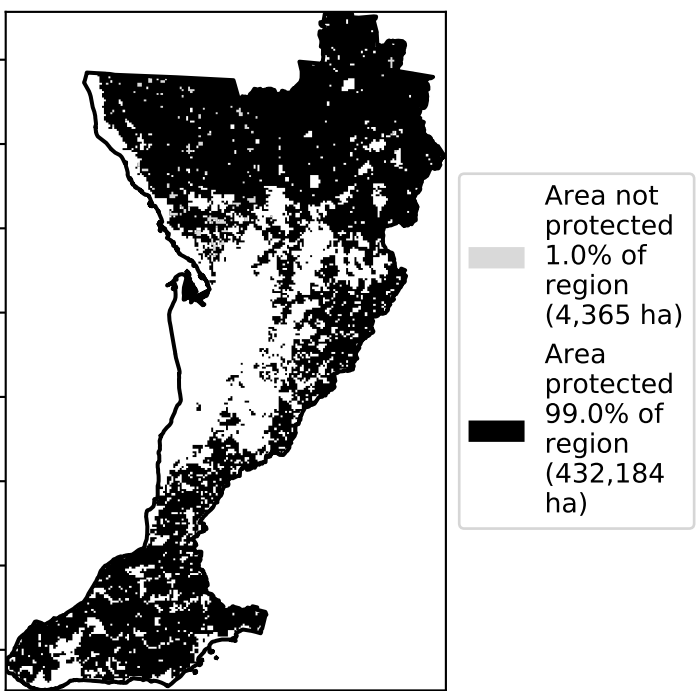 Area not
protected
1.0% of
region
(4,365 ha)
Area
protected
99.0% of
region
(432,184
ha)